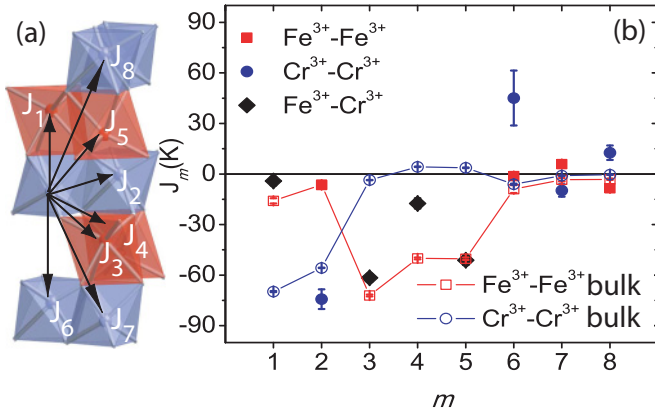 (a)
J₈
J₁
J₅
J₂
J₄
J₃
J₆
J₇
(b)
J_m(K)
90
60
30
0
-30
-60
-90
Fe³⁺-Fe³⁺
Cr³⁺-Cr³⁺
Fe³⁺-Cr³⁺
Fe³⁺-Fe³⁺ bulk
Cr³⁺-Cr³⁺ bulk
1 2 3 4 5 6 7 8
m